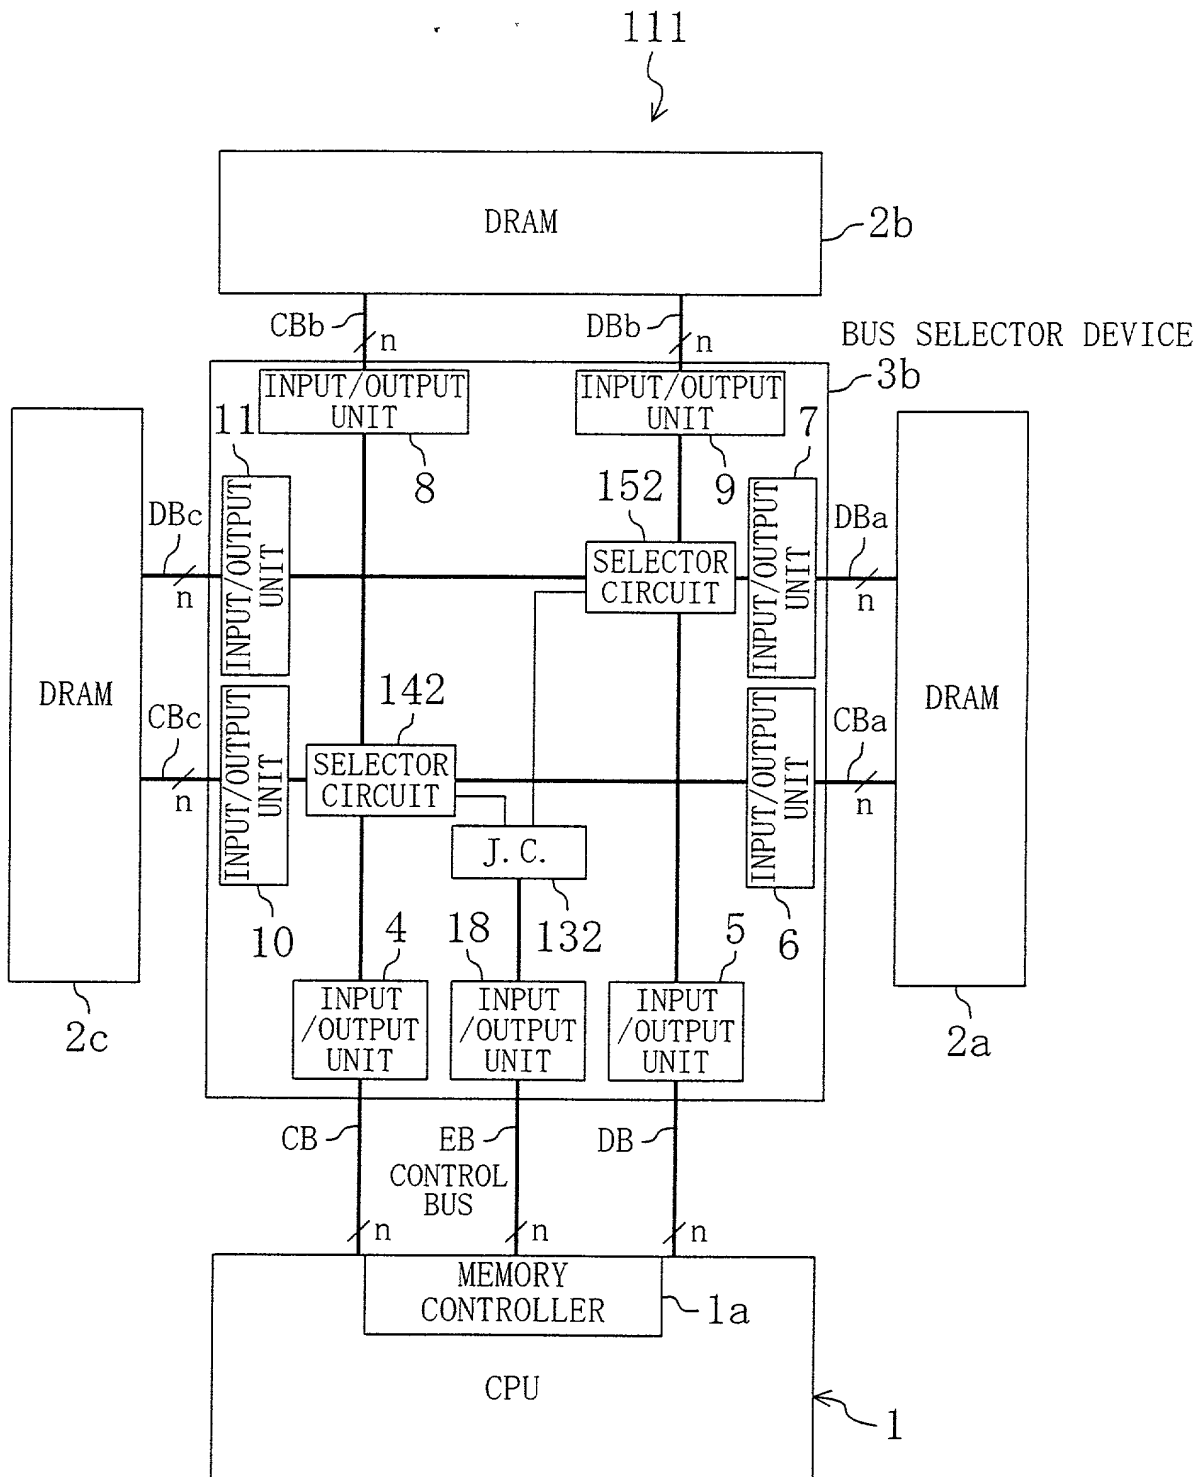 111
DRAM
2b
CBb
n
DBb
n
BUS SELECTOR DEVICE
3b
INPUT/OUTPUT
UNIT
8
INPUT/OUTPUT
UNIT
9
11
INPUT/OUTPUT
UNIT
7
INPUT/OUTPUT
UNIT
152
SELECTOR
CIRCUIT
DBc
n
DBa
n
DRAM
2c
DRAM
2a
CBc
n
CBa
n
142
SELECTOR
CIRCUIT
INPUT/OUTPUT
UNIT
10
INPUT/OUTPUT
UNIT
6
J.C.
132
4
INPUT
/OUTPUT
UNIT
18
INPUT
/OUTPUT
UNIT
5
INPUT
/OUTPUT
UNIT
CB
EB
DB
CONTROL
BUS
n
n
n
MEMORY
CONTROLLER
1a
CPU
1